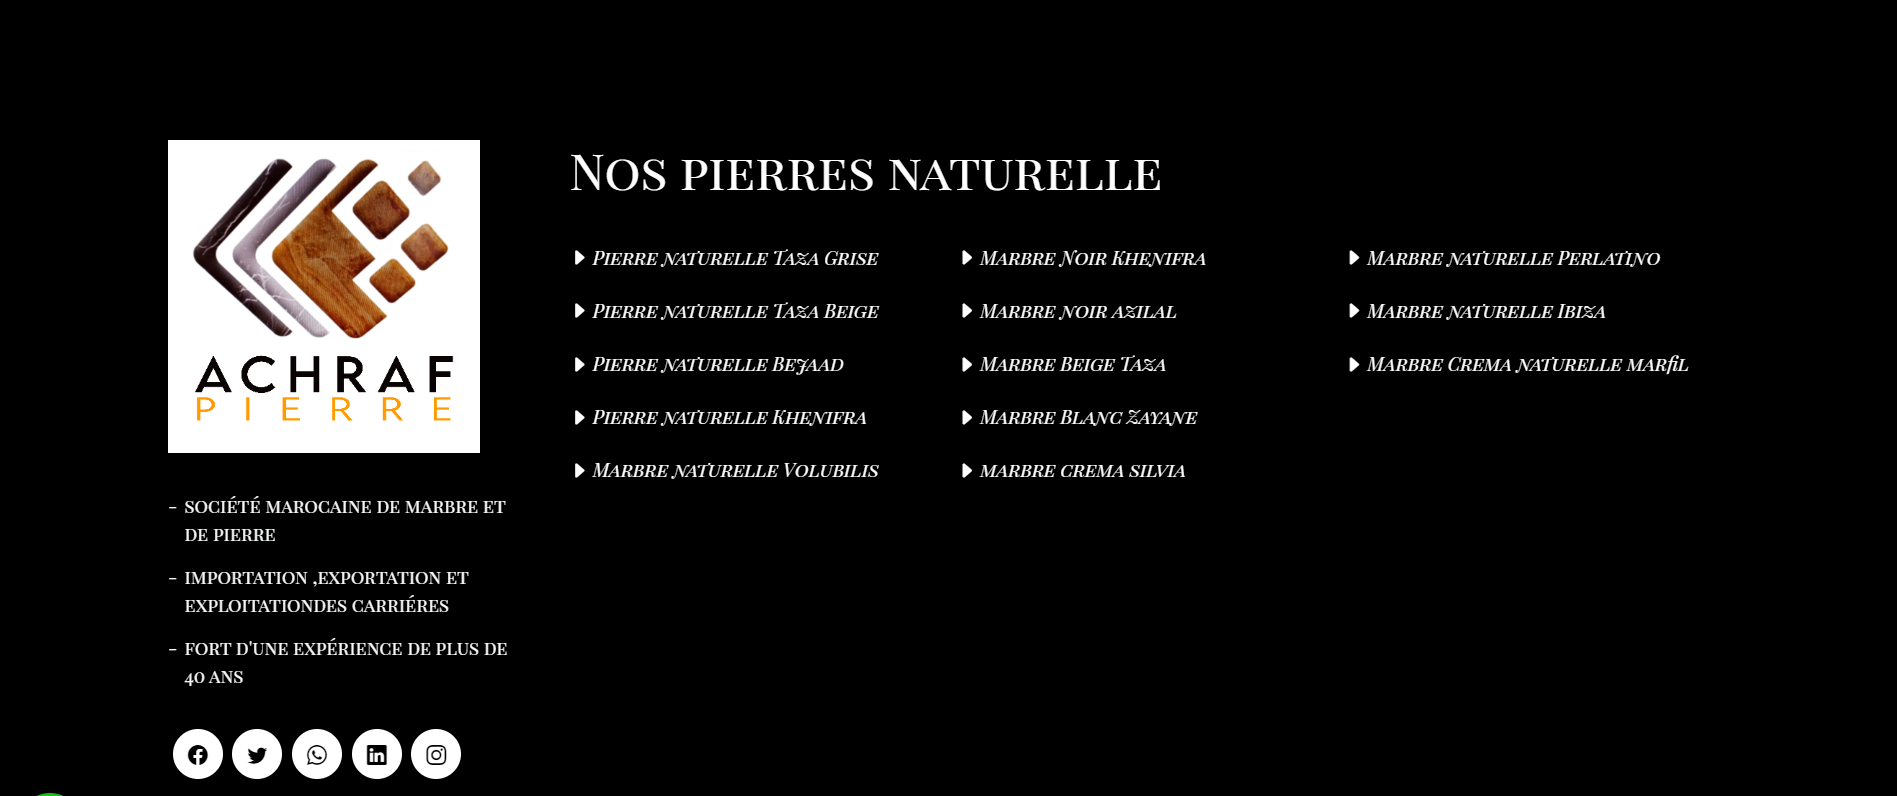 ACHRAF
PIERRE
- société marocaine de marbre et
de pierre
- importation ,exportation et
exploitationdes carriéres
- fort d'une expérience de plus de
40 ans
Nos pierres naturelle
Pierre naturelle Taza Grise
Pierre naturelle Taza Beige
Pierre naturelle Bejaad
Pierre naturelle Khenifra
Marbre naturelle Volubilis
Marbre Noir Khenifra
Marbre noir azilal
Marbre Beige Taza
Marbre Blanc Zayane
marbre crema silvia
Marbre naturelle Perlatino
Marbre naturelle Ibiza
Marbre Crema naturelle marfil